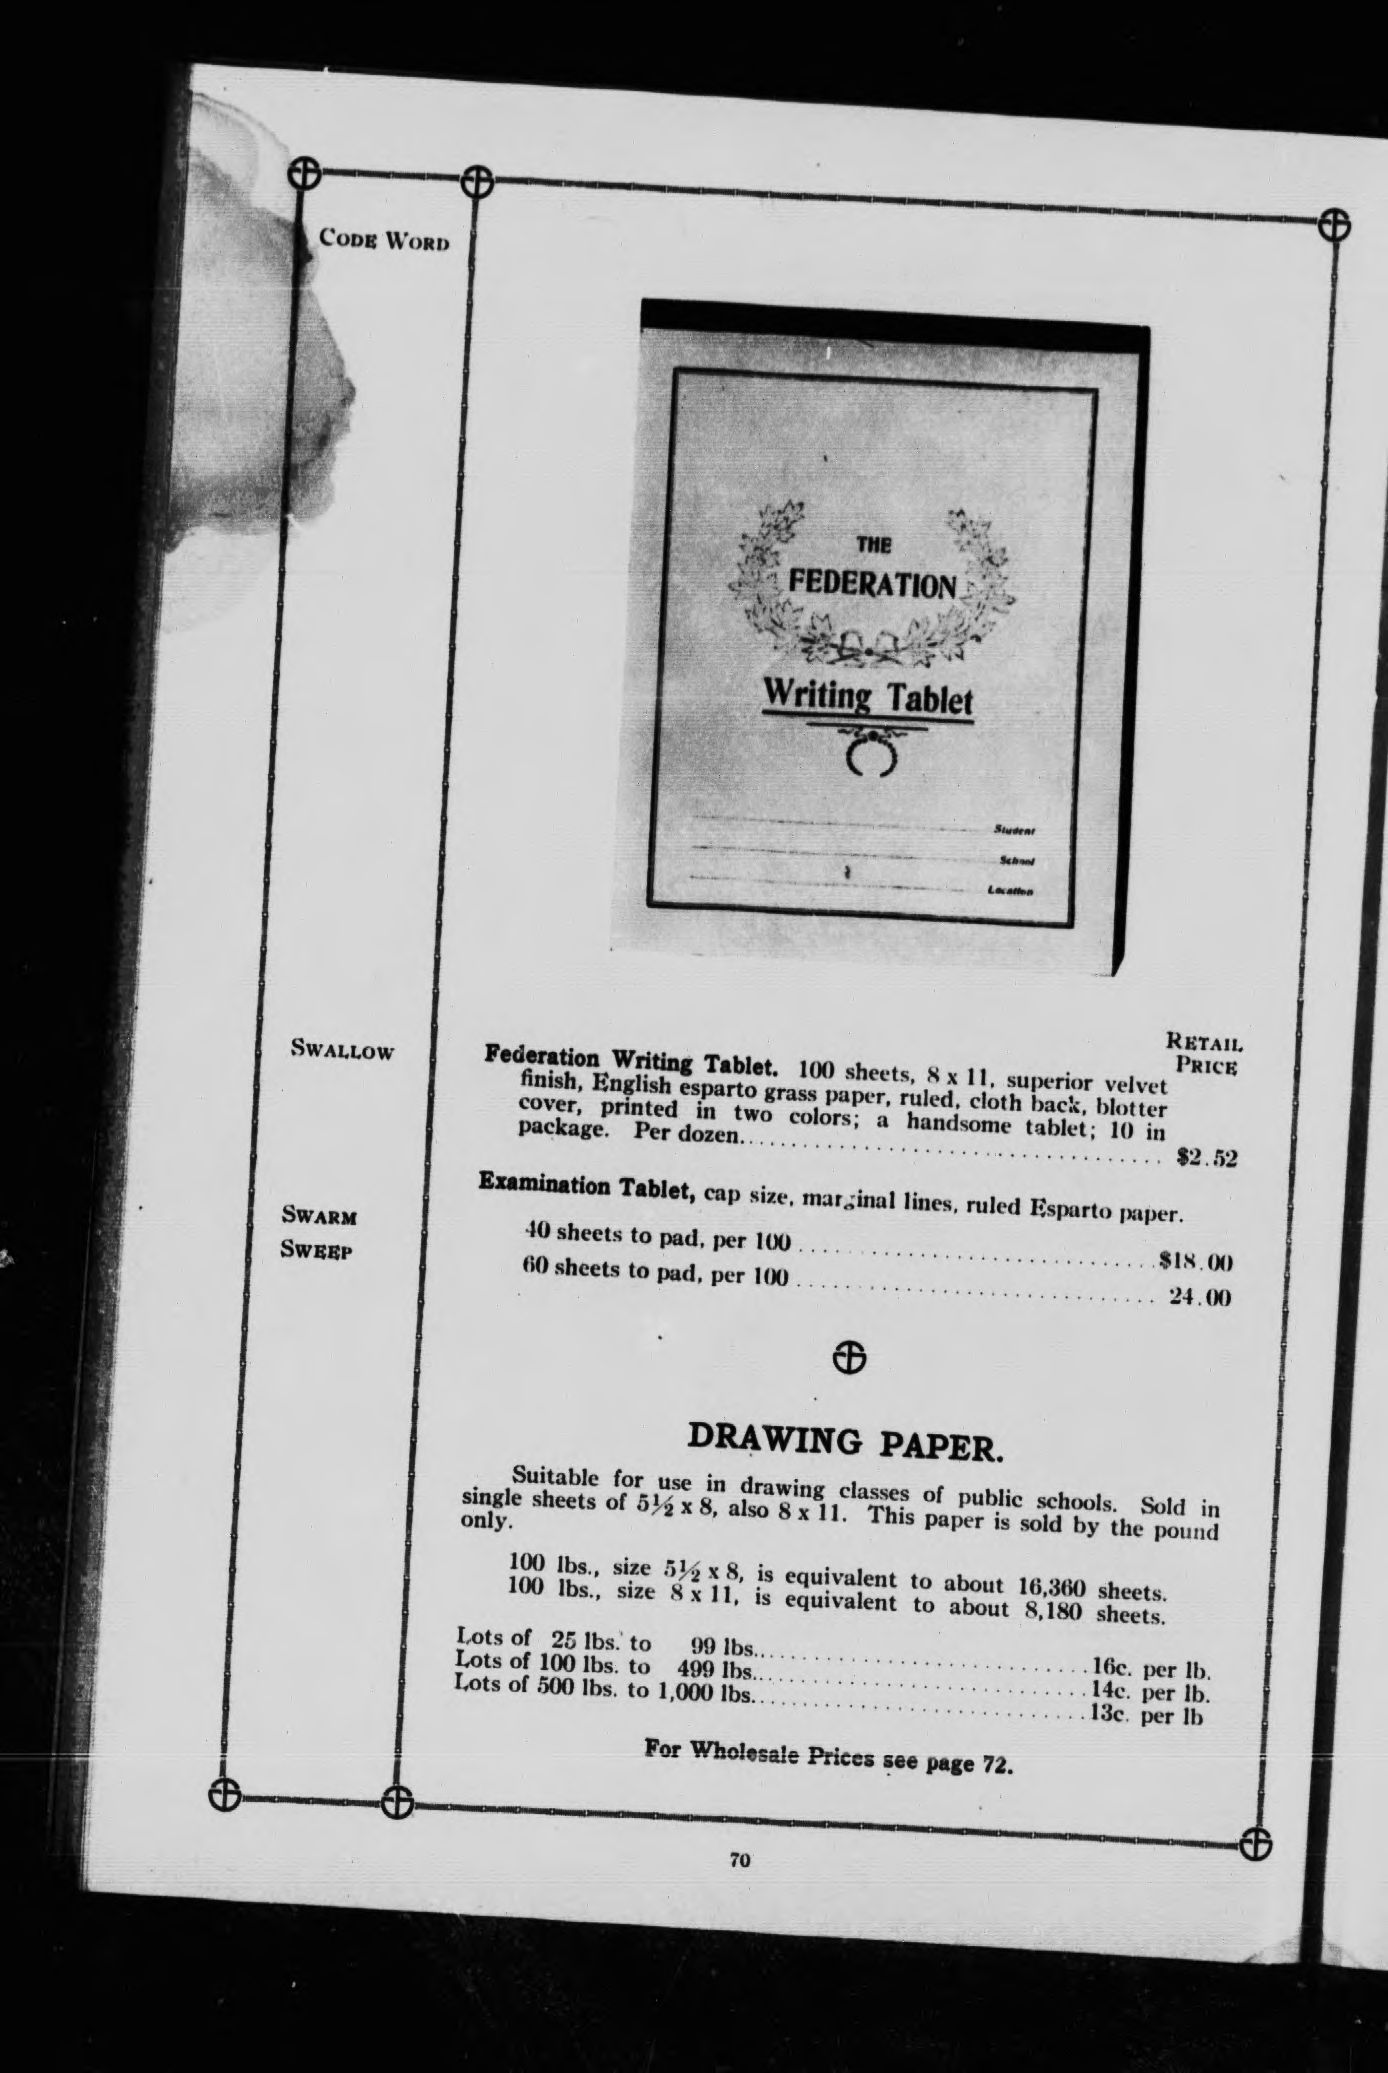 CODE WORD
THE
FEDERATION
Writing Tablet
Student
School
Location
RETAIL
PRICE
SWALLOW
Federation Writing Tablet. 100 sheets, 8 x 11, superior velvet
finish, English esparto grass paper, ruled, cloth back, blotter
cover, printed in two colors; a handsome tablet; 10 in
package. Per dozen........................................ $2.52
Examination Tablet, cap size, marginal lines, ruled Esparto paper.
SWARM 40 sheets to pad, per 100 .................................. $18.00
SWEEP 60 sheets to pad, per 100 .................................. 24.00
DRAWING PAPER.
Suitable for use in drawing classes of public schools. Sold in
single sheets of 5½ x 8, also 8 x 11. This paper is sold by the pound
only.
100 lbs., size 5½ x 8, is equivalent to about 16,360 sheets.
100 lbs., size 8 x 11, is equivalent to about 8,180 sheets.
Lots of 25 lbs. to 99 lbs.................................16c. per lb.
Lots of 100 lbs. to 499 lbs.................................14c. per lb.
Lots of 500 lbs. to 1,000 lbs.................................13c. per lb
For Wholesale Prices see page 72.
70